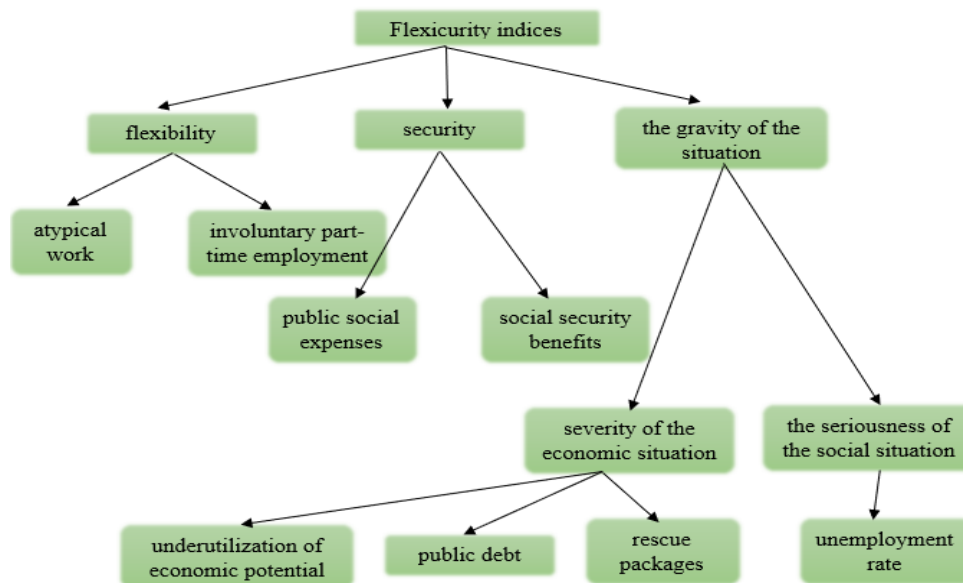 Flexicurity indices
flexibility
security
the gravity of the
situation
atypical
work
involuntary part-
time employment
public social
expenses
social security
benefits
severity of the
economic situation
the seriousness of
the social situation
underutilization of
economic potential
public debt
rescue
packages
unemployment
rate